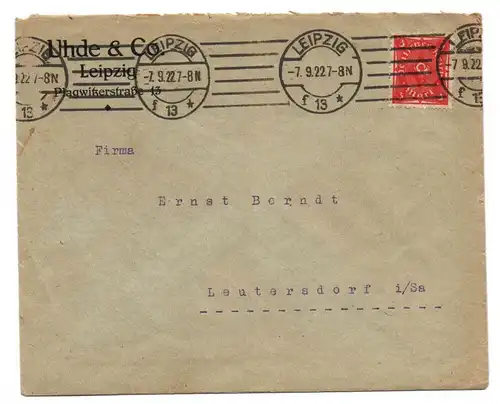 Uhde & Co.
Leipzig
Plagwitzerstraße 13
LEIPZIG
-7.9.22 7-8N
f 13 *
LEIPZIG
-7.9.22 7-8N
f 13 *
Firma
Ernst Berndt
Leutersdorf i/Sa